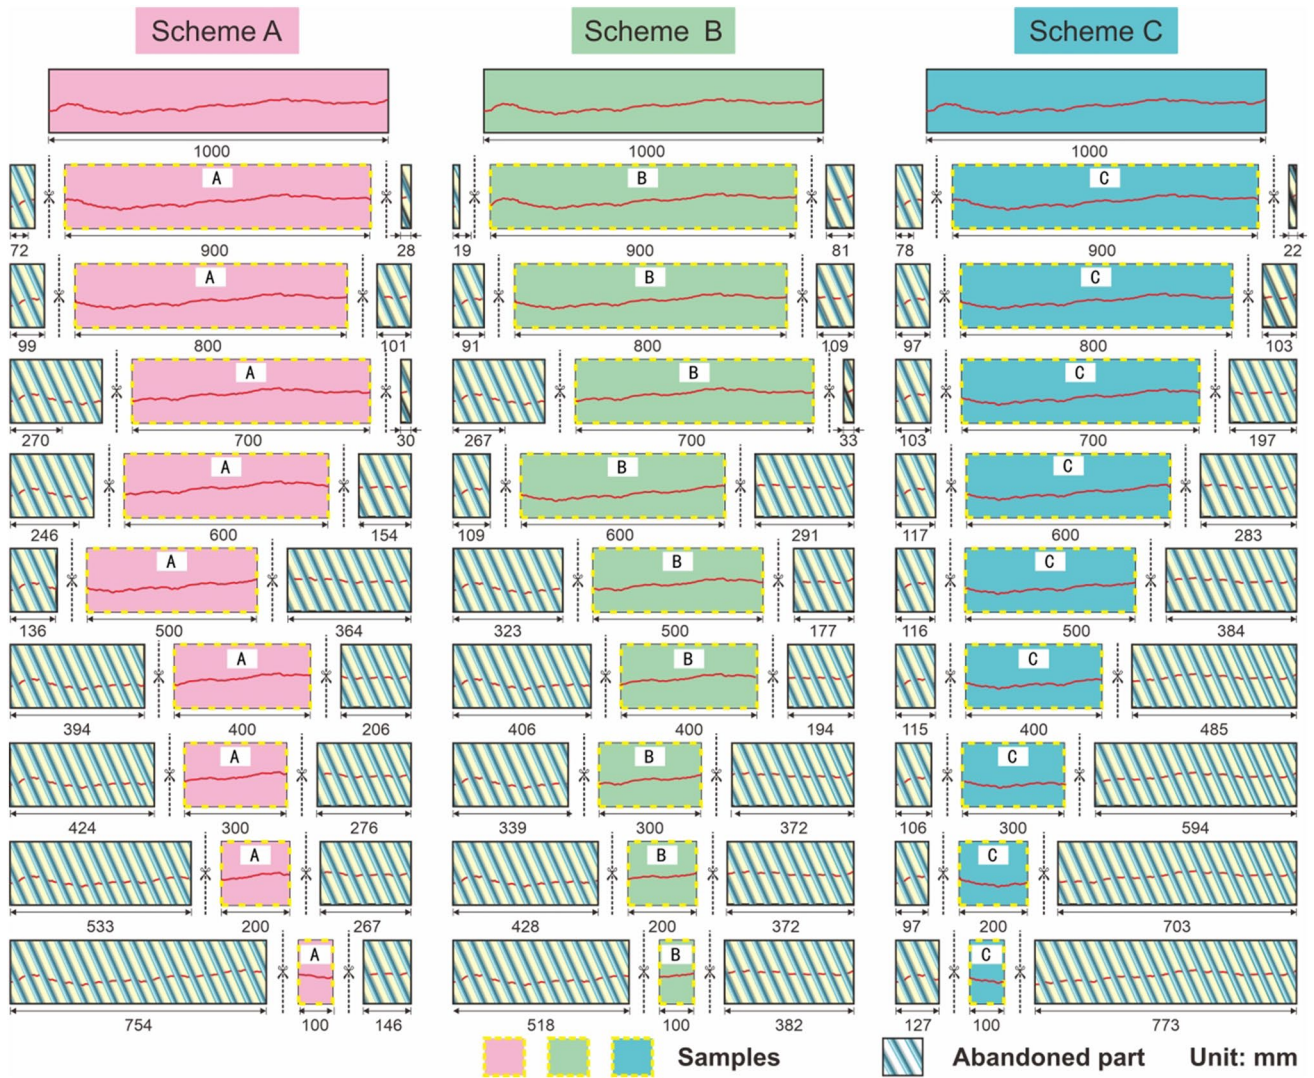 Scheme A Scheme B Scheme C
1000 1000 1000
A B C
72 900 28 19 900 81 78 900 22
A B C
99 800 101 91 800 109 97 800 103
A B C
270 700 30 267 700 33 103 700 197
A B C
246 600 154 109 600 291 117 600 283
A B C
136 500 364 323 500 177 116 500 384
A B C
394 400 206 406 400 194 115 400 485
A B C
424 300 276 339 300 372 106 300 594
A B C
533 200 267 428 200 372 97 200 703
A B C
754 100 146 518 100 382 127 100 773
Samples Abandoned part Unit: mm